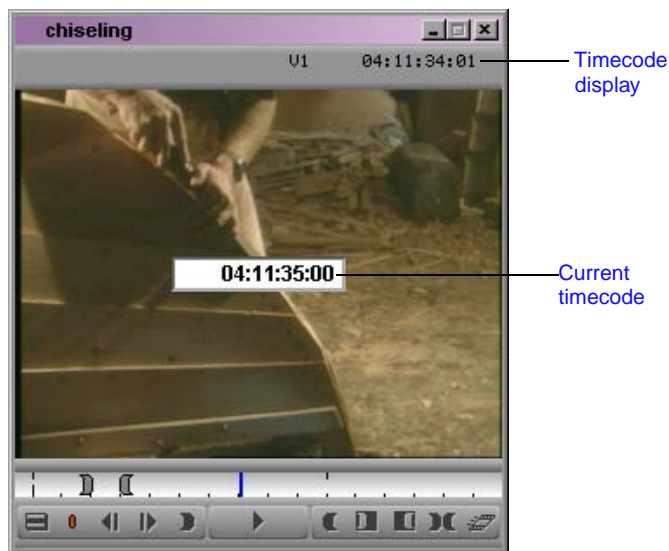 chiseling
V1 04:11:34:01
Timecode
display
04:11:35:00
Current
timecode